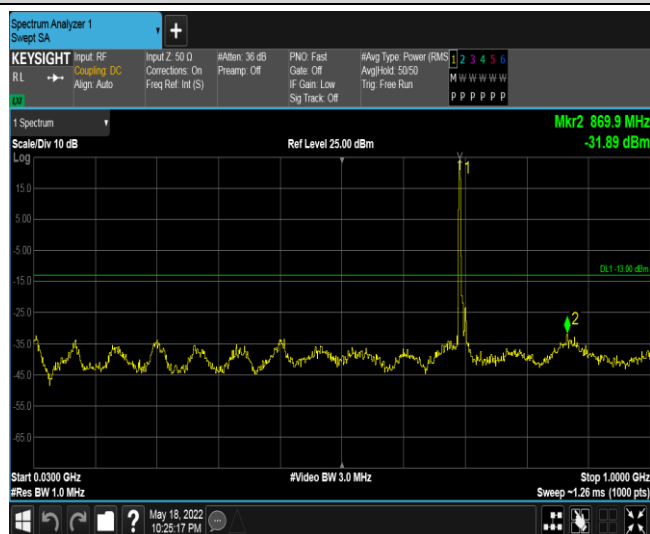 Spectrum Analyzer 1
Swept SA
+
KEYSIGHT Input: RF Input Z: 50 Ω #Atten: 36 dB PNO: Fast #Avg Type: Power (RMS 1 2 3 4 5 6
R L Coupling: DC Corrections: On Preamp: Off Gate: Off Avg|Hold: 50/50 M W W W W W
Align: Auto Freq Ref: Int (S) IF Gain: Low Trig: Free Run
Sig Track: Off P P P P P P
LXI
1 Spectrum Mkr2 869.9 MHz
Scale/Div 10 dB Ref Level 25.00 dBm -31.89 dBm
Log
1
15.0
5.00
-5.00
DL1 -13.00 dBm
-15.0
-25.0
2
-35.0
-45.0
-55.0
-65.0
Start 0.0300 GHz #Video BW 3.0 MHz Stop 1.0000 GHz
#Res BW 1.0 MHz Sweep ~1.26 ms (1000 pts)
? May 18, 2022
10:25:17 PM